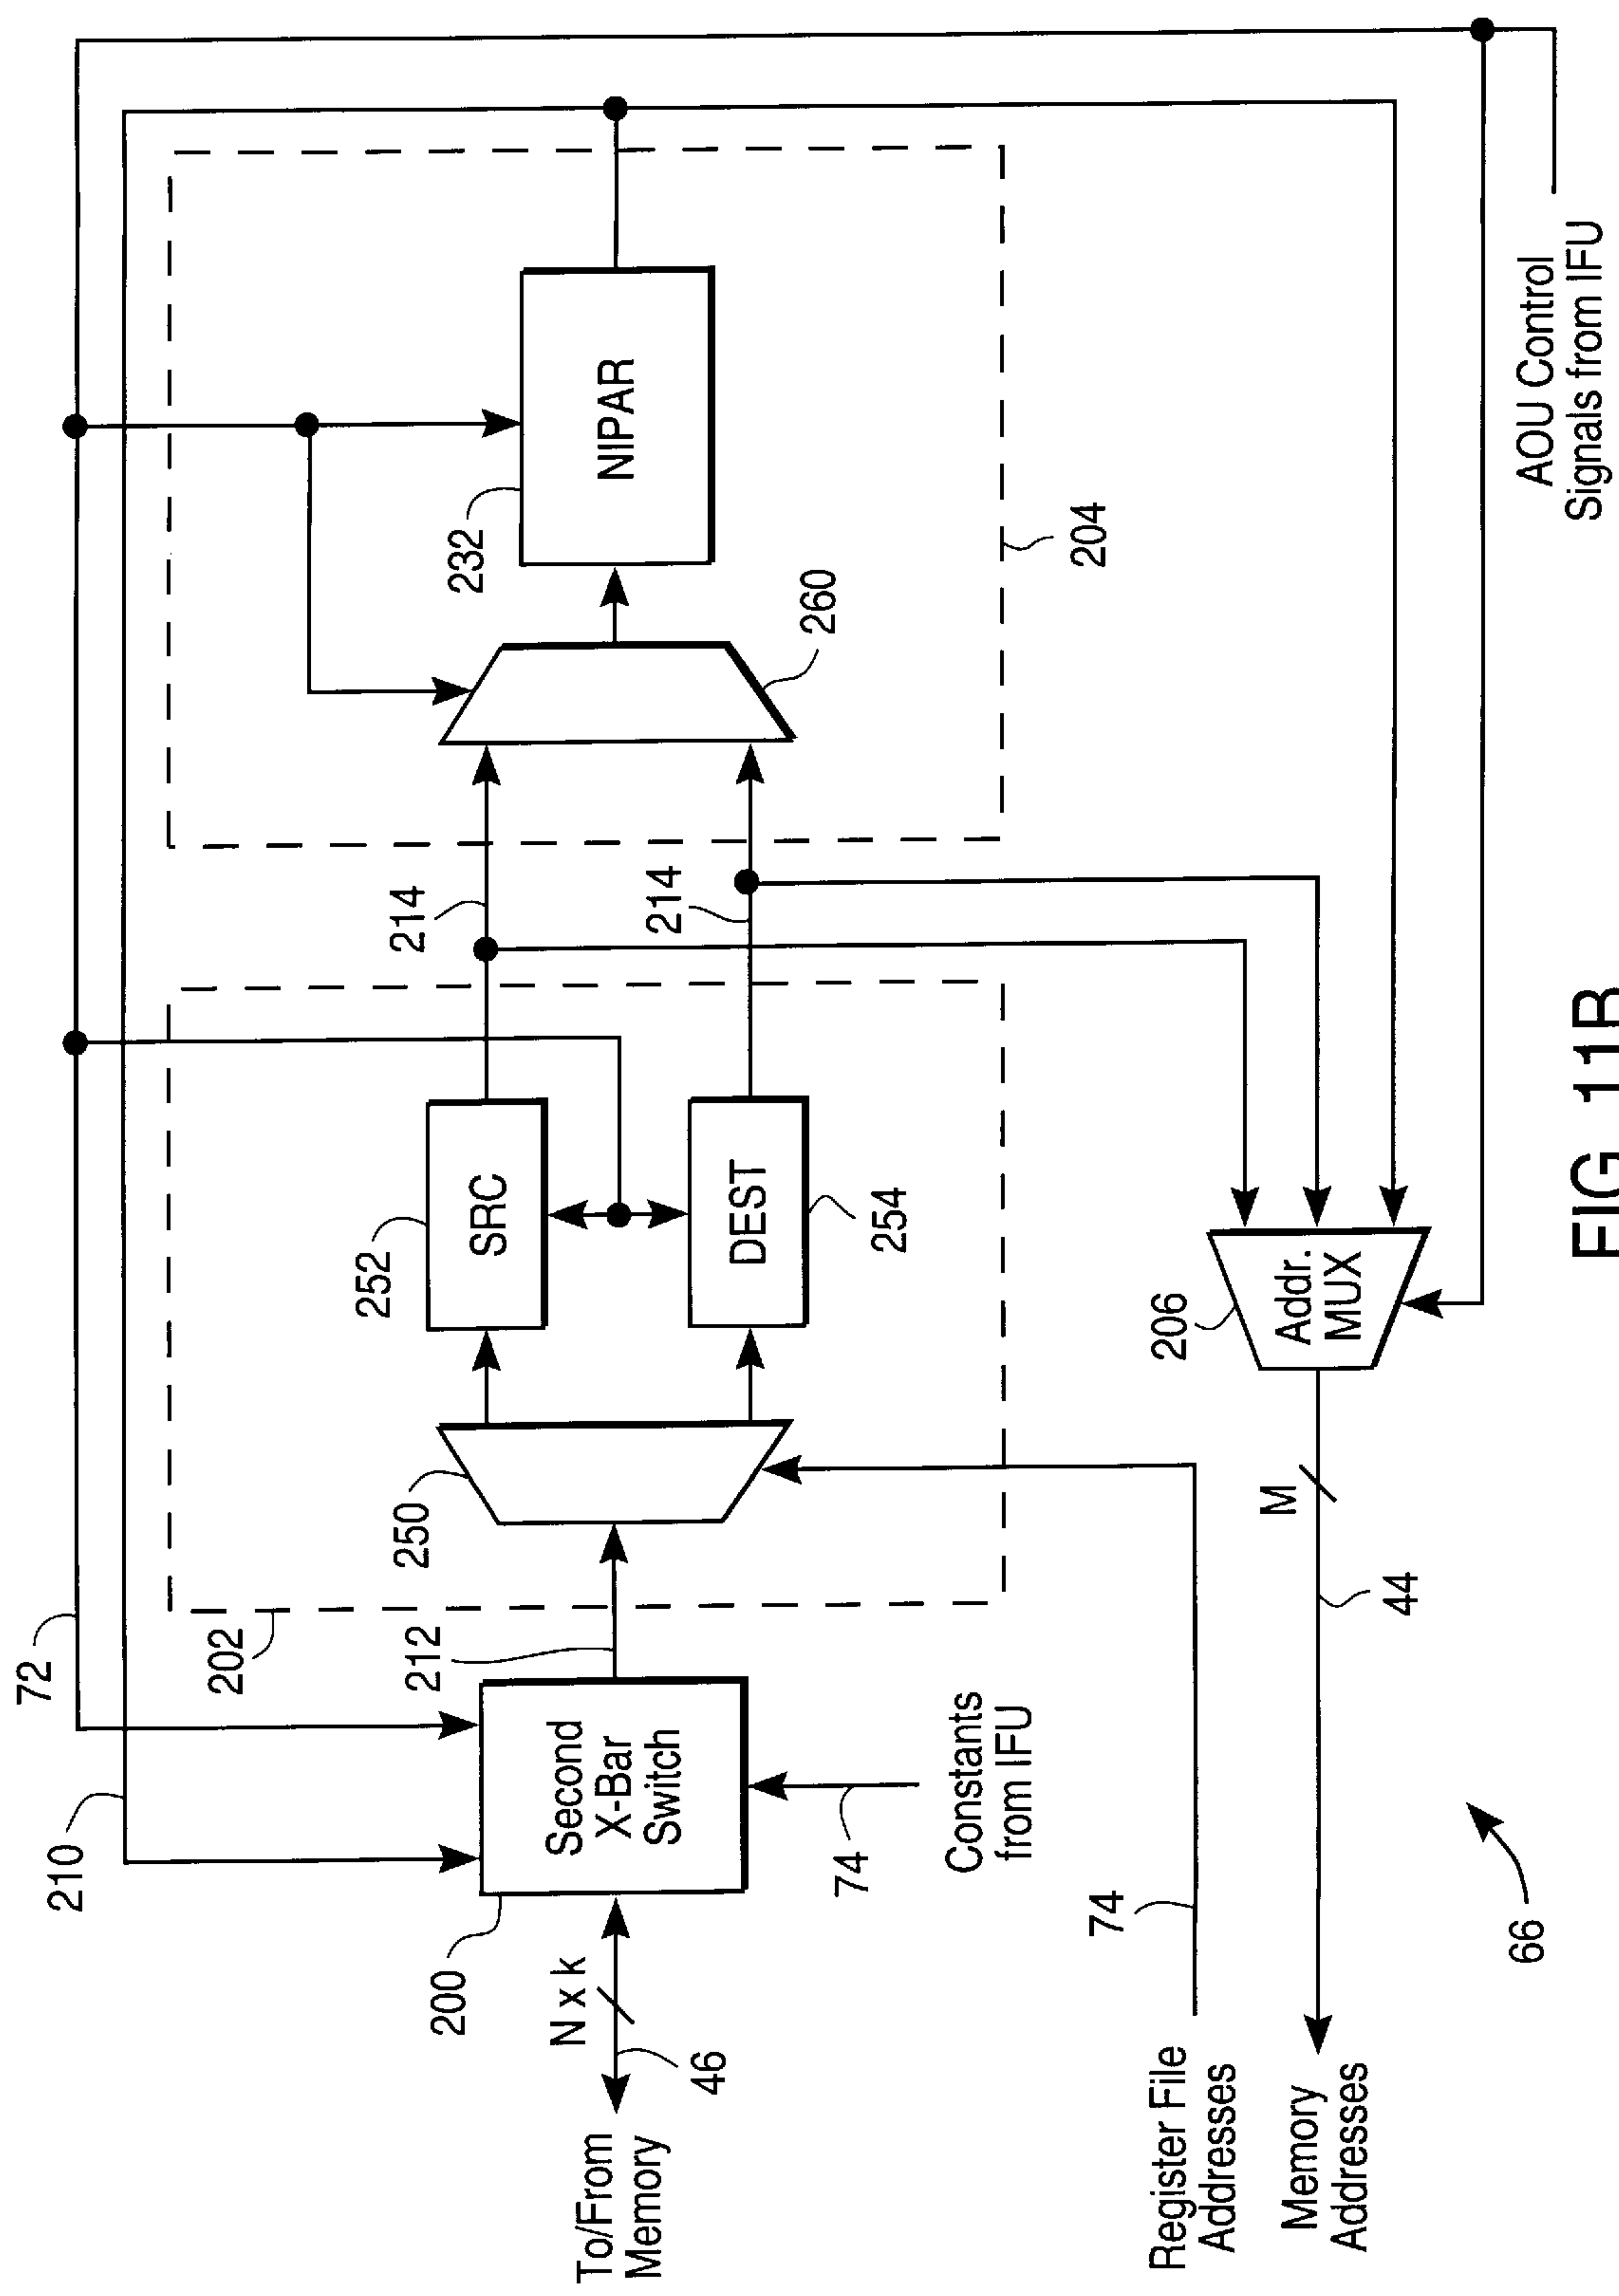 72
210
202
232
NIPAR
260
204
214
214
252
SRC
DEST
254
250
212
200
Second
X-Bar
Switch
N x k
46
To/From
Memory
74
Constants
from IFU
74
Register File
Addresses
206
Addr.
MUX
M
44
Memory
Addresses
AOU Control
Signals from IFU
66
FIG 11B